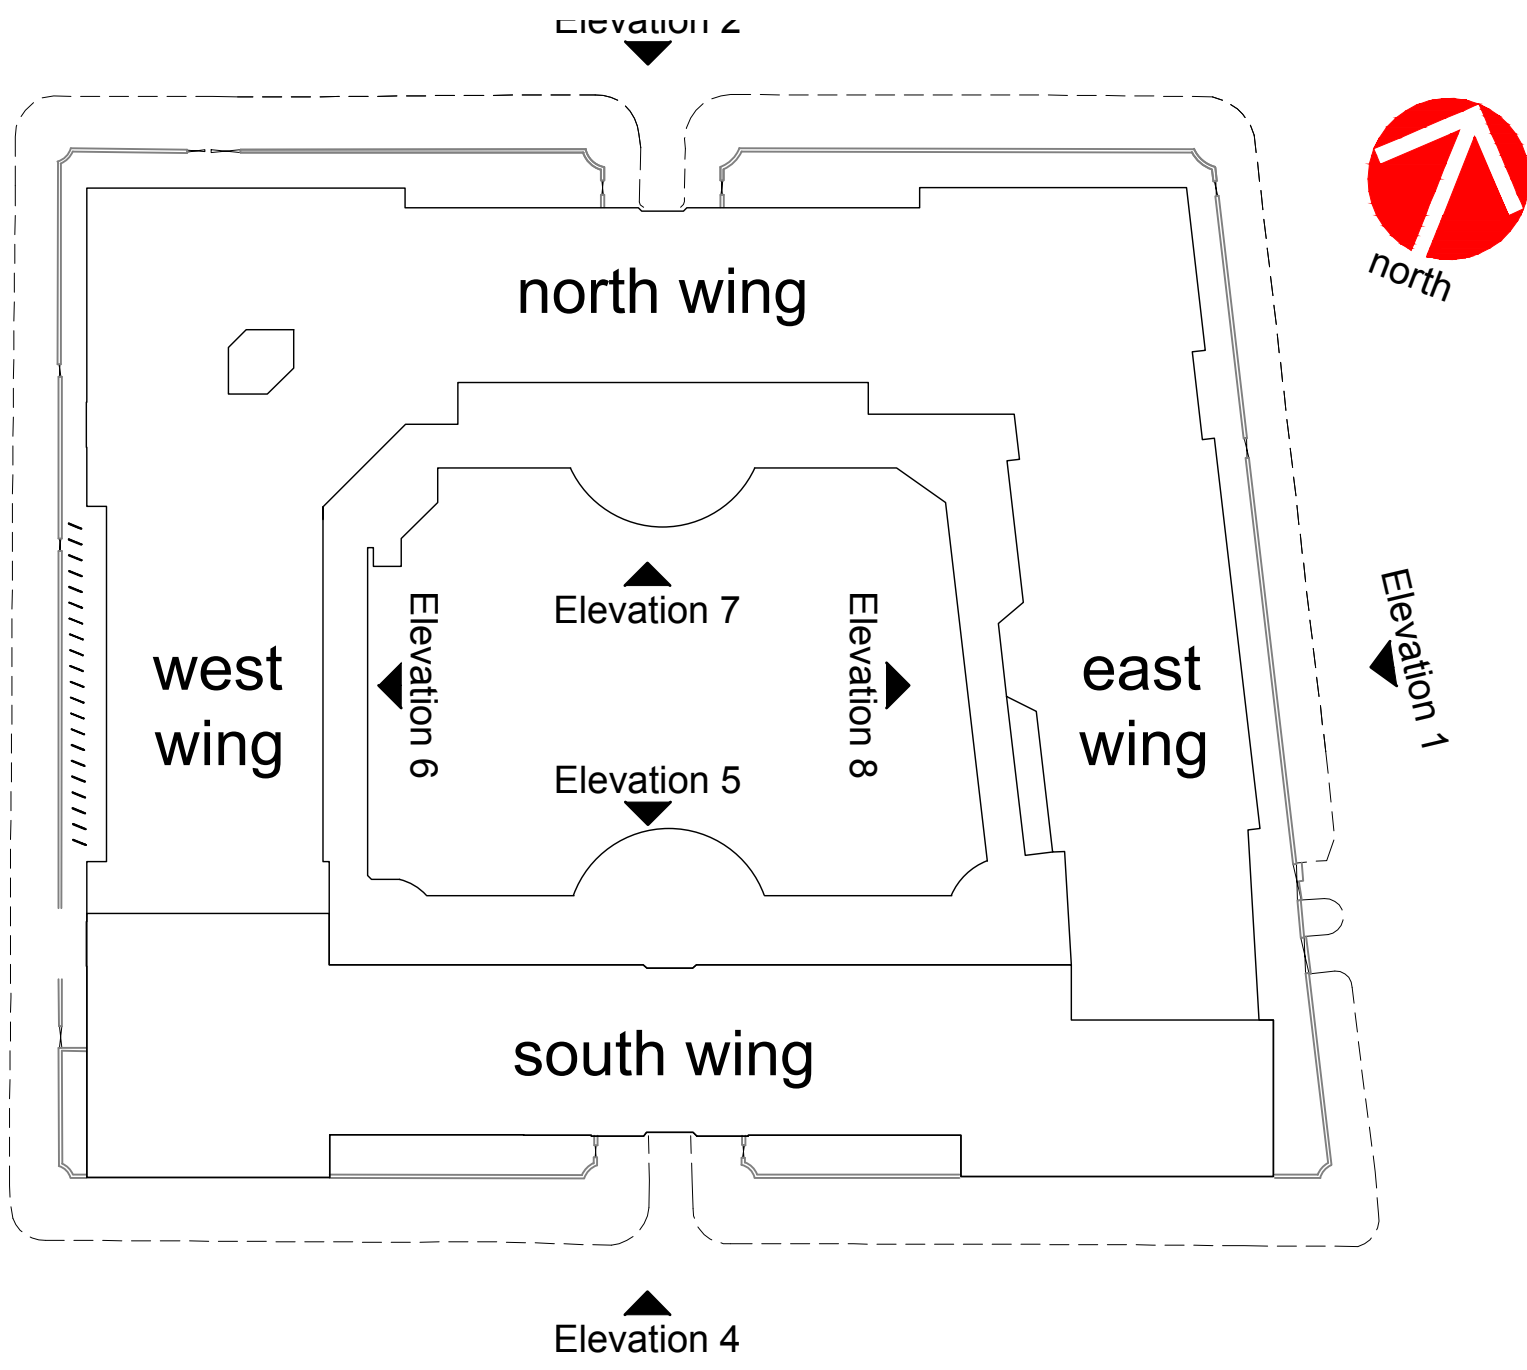 Elevation 2
north
north wing
Elevation 7
Elevation 6
Elevation 8
Elevation 1
west
wing
east
wing
Elevation 5
south wing
Elevation 4